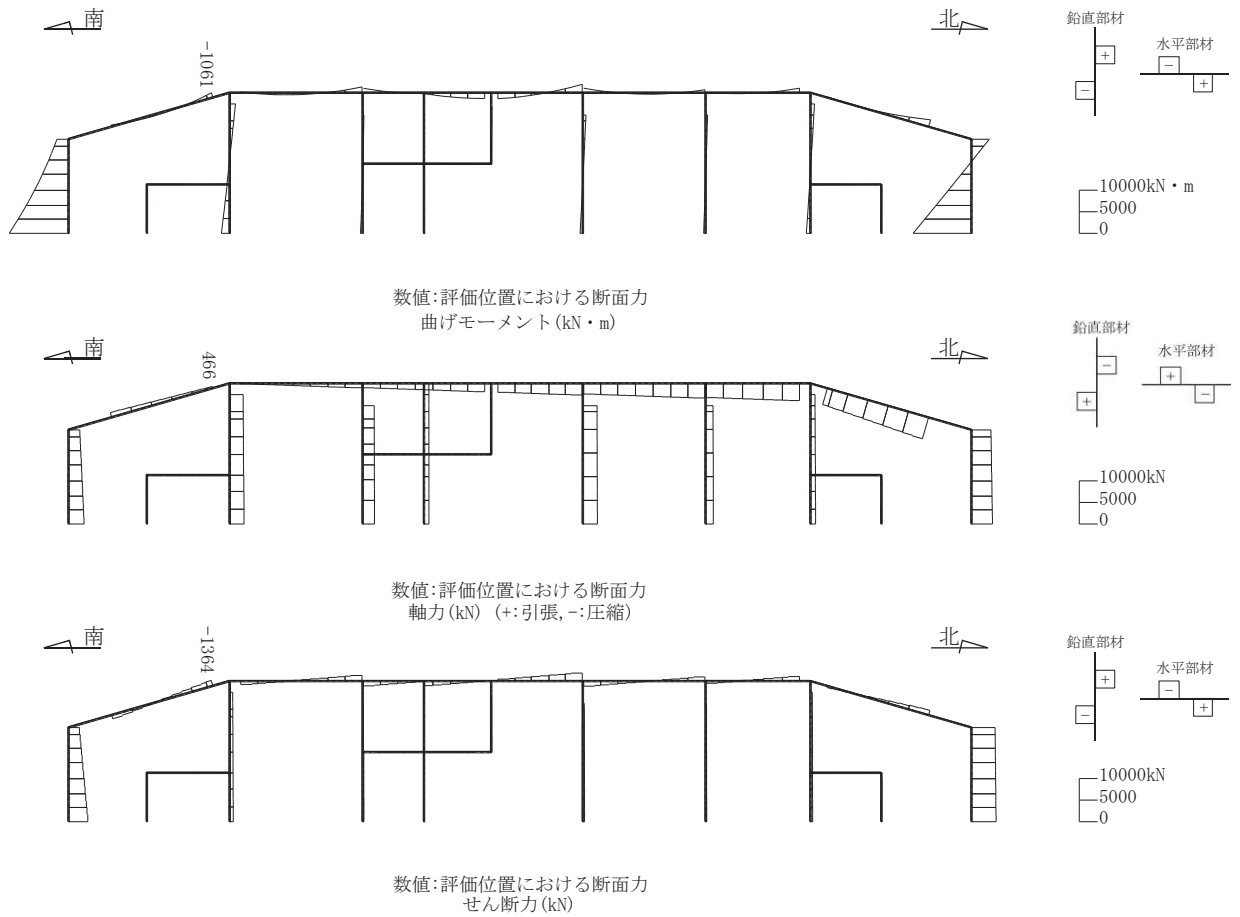 南
北
-1061
鉛直部材
+
-
水平部材
-
+
10000kN・m
5000
0
数値:評価位置における断面力
曲げモーメント(kN・m)
南
北
466
鉛直部材
-
+
水平部材
+
-
10000kN
5000
0
数値:評価位置における断面力
軸力(kN) (+:引張,-:圧縮)
南
北
-1364
鉛直部材
+
-
水平部材
-
+
10000kN
5000
0
数値:評価位置における断面力
せん断力(kN)